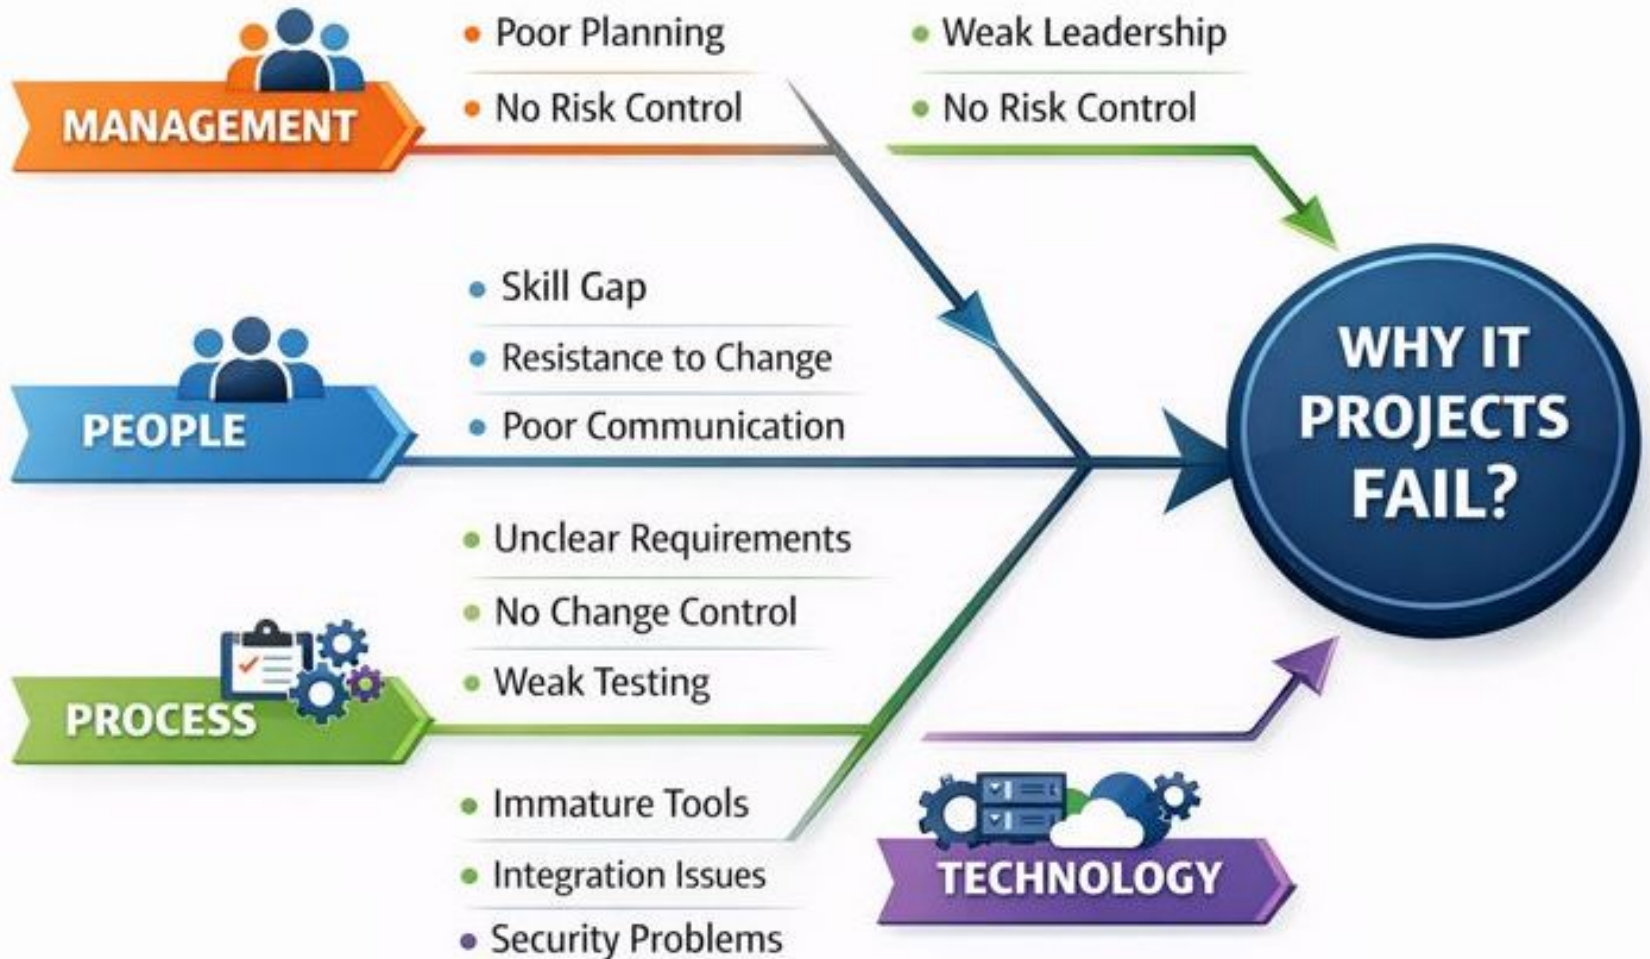 MANAGEMENT
• Poor Planning
• No Risk Control
• Weak Leadership
• No Risk Control
PEOPLE
• Skill Gap
• Resistance to Change
• Poor Communication
WHY IT
PROJECTS
FAIL?
PROCESS
• Unclear Requirements
• No Change Control
• Weak Testing
• Immature Tools
• Integration Issues
• Security Problems
TECHNOLOGY